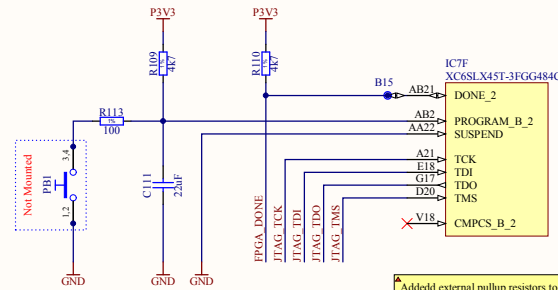 P3V3
P3V3
R109
1%
4k7
R110
1%
4k7
IC7F
XC6SLX45T-3FGG484C
B15
AB21
DONE_2
R113
1%
100
AB2
PROGRAM_B_2
AA22
SUSPEND
A21
TCK
E18
TDI
G17
TDO
D20
TMS
V18
CMPCS_B_2
Not Mounted
PB1
3,4
1,2
C111
22uF
FPGA_DONE
JTAG_TCK
JTAG_TDI
JTAG_TDO
JTAG_TMS
GND
GND
GND
Addedd external pullup resistors to